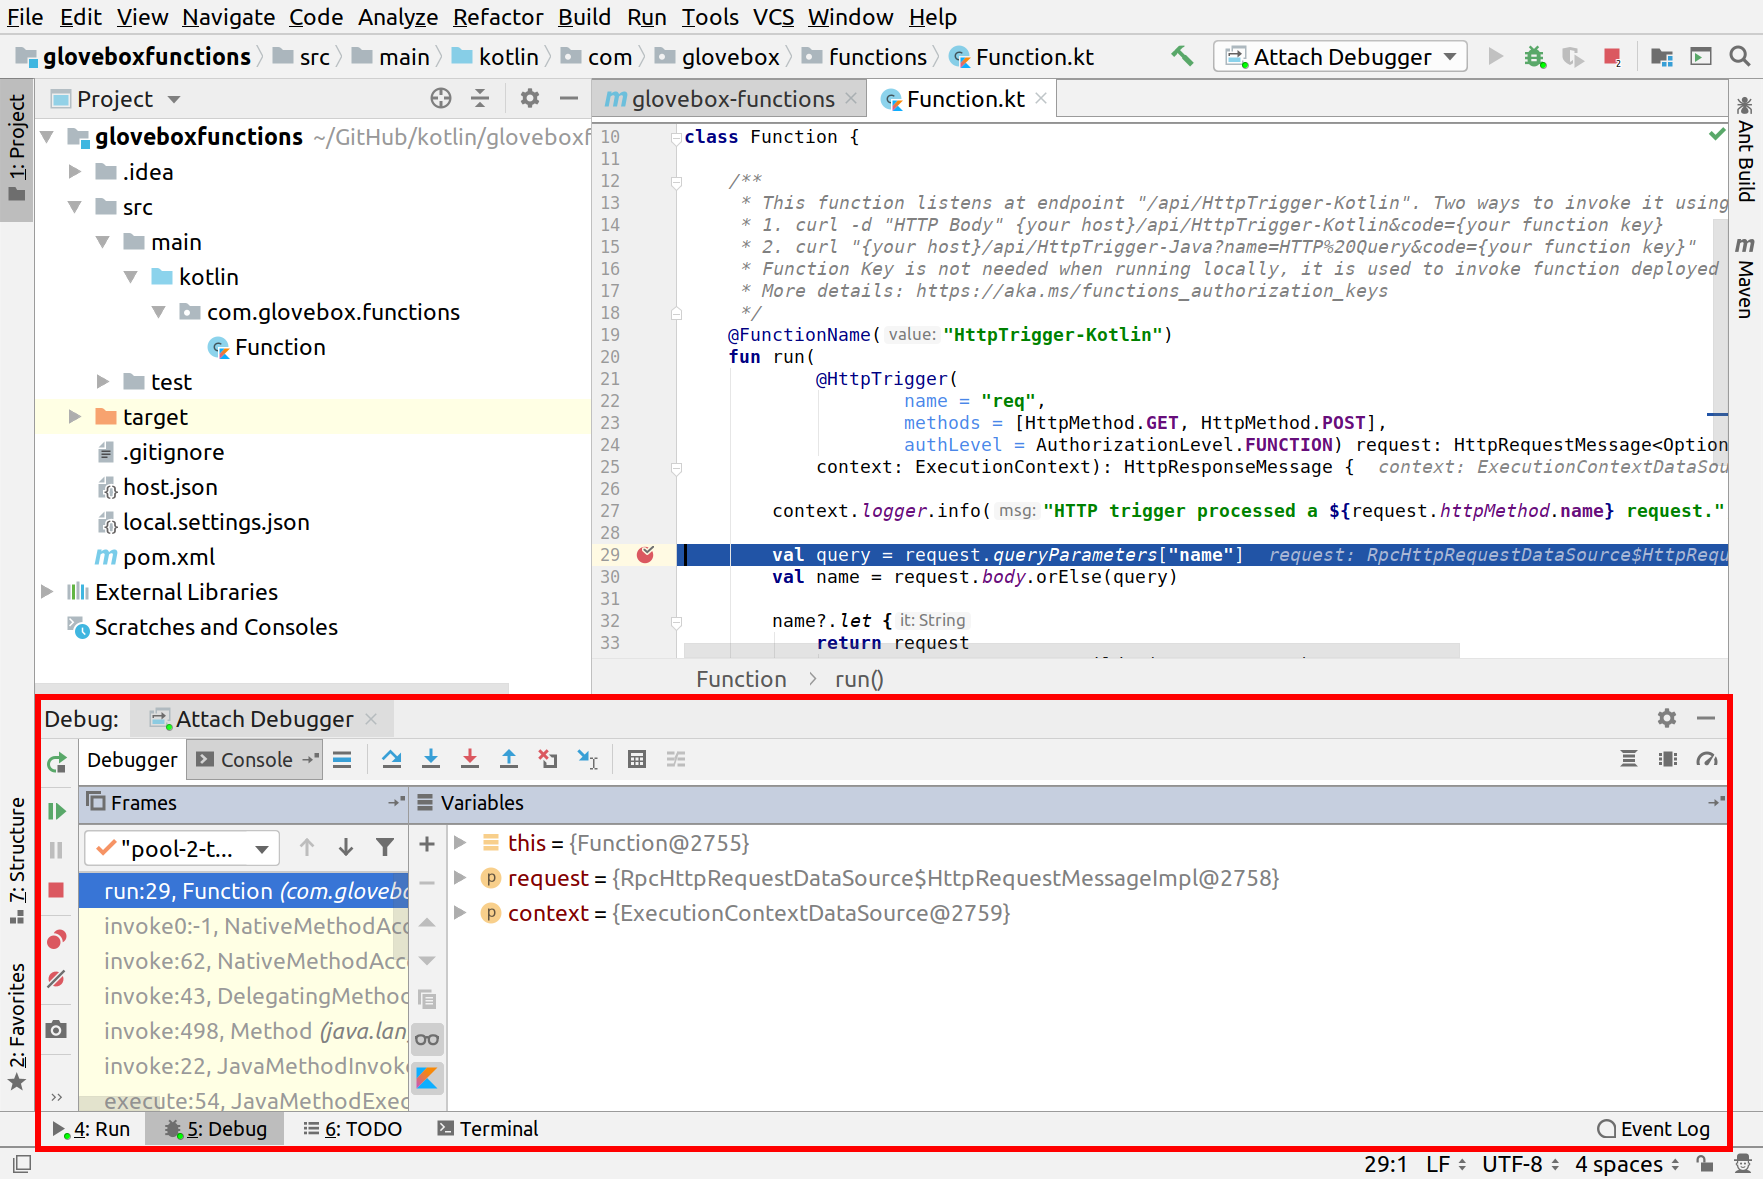 File Edit View Navigate Code Analyze Refactor Build Run Tools VCS Window Help
gloveboxfunctions src main kotlin com glovebox functions Function.kt Attach Debugger 2
1: Project
Project
gloveboxfunctions ~/GitHub/kotlin/gloveboxf
.idea
src
main
kotlin
com.glovebox.functions
Function
test
target
.gitignore
host.json
local.settings.json
pom.xml
External Libraries
Scratches and Consoles
glovebox-functions Function.kt
10 class Function {
11
12 /**
13 * This function listens at endpoint "/api/HttpTrigger-Kotlin". Two ways to invoke it using
14 * 1. curl -d "HTTP Body" {your host}/api/HttpTrigger-Kotlin&code={your function key}
15 * 2. curl "{your host}/api/HttpTrigger-Java?name=HTTP%20Query&code={your function key}"
16 * Function Key is not needed when running locally, it is used to invoke function deployed
17 * More details: https://aka.ms/functions_authorization_keys
18 */
19 @FunctionName( value: "HttpTrigger-Kotlin")
20 fun run(
21 @HttpTrigger(
22 name = "req",
23 methods = [HttpMethod.GET, HttpMethod.POST],
24 authLevel = AuthorizationLevel.FUNCTION) request: HttpRequestMessage<Option
25 context: ExecutionContext): HttpResponseMessage { context: ExecutionContextDataSou
26
27 context.logger.info( msg: "HTTP trigger processed a ${request.httpMethod.name} request."
28
29 val query = request.queryParameters["name"] request: RpcHttpRequestDataSource$HttpRequ
30 val name = request.body.orElse(query)
31
32 name?.let { it: String
33 return request
Function > run()
Ant Build
Maven
7: Structure
2: Favorites
Debug: Attach Debugger
Debugger Console
Frames
"pool-2-t...
run:29, Function (com.glovebo
invoke0:-1, NativeMethodAcc
invoke:62, NativeMethodAcc
invoke:43, DelegatingMethod
invoke:498, Method (java.lan
invoke:22, JavaMethodInvok
execute:54, JavaMethodExec
Variables
this = {Function@2755}
request = {RpcHttpRequestDataSource$HttpRequestMessageImpl@2758}
context = {ExecutionContextDataSource@2759}
4: Run 5: Debug 6: TODO Terminal Event Log
29:1 LF UTF-8 4 spaces